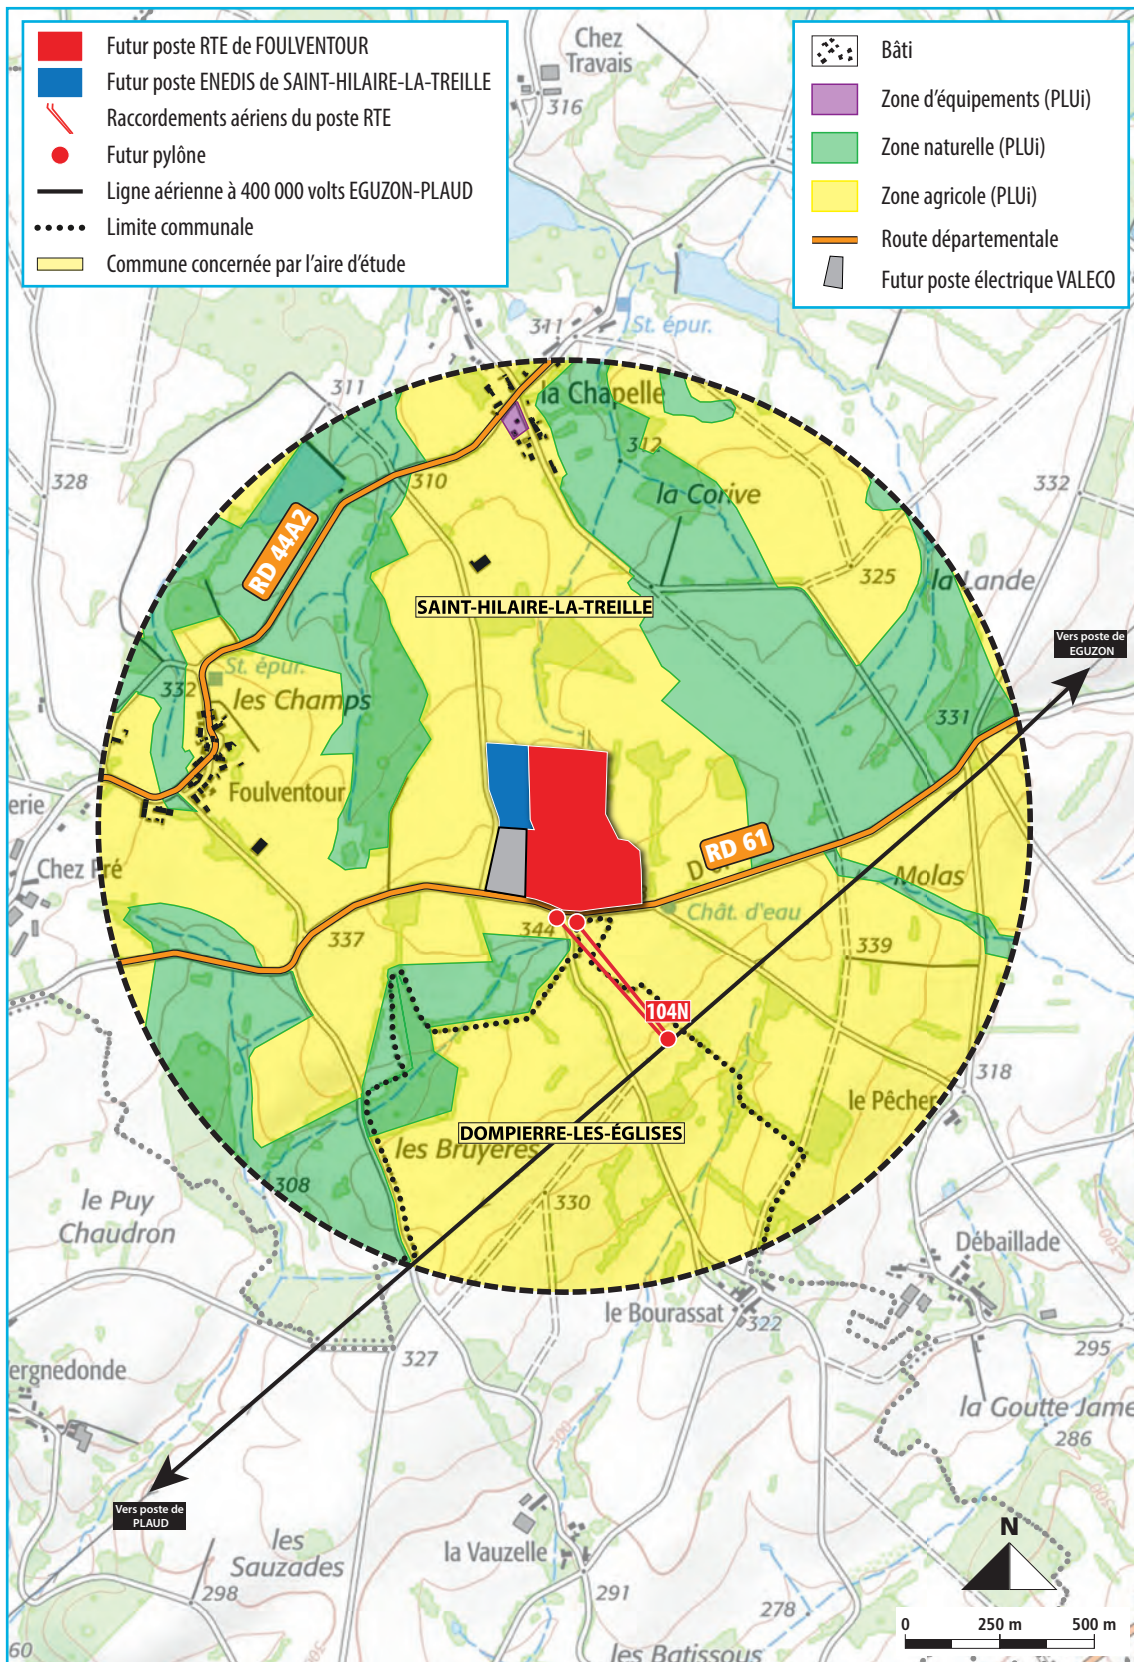 Futur poste RTE de FOULVENTOUR
Futur poste ENEDIS de SAINT-HILAIRE-LA-TREILLE
Raccordements aériens du poste RTE
Futur pylône
Ligne aérienne à 400 000 volts EGUZON-PLAUD
Limite communale
Commune concernée par l'aire d'étude
Bâti
Zone d'équipements (PLUi)
Zone naturelle (PLUi)
Zone agricole (PLUi)
Route départementale
Futur poste électrique VALECO
Chez
Travais
316
311
St. épur.
311
la Chapelle
328
310
312
la Corive
332
RD 44A2
325
la Lande
SAINT-HILAIRE-LA-TREILLE
Vers poste de
EGUZON
St. épur.
332
les Champs
331
Foulventour
erie
RD 61
Chez Pré
Molas
Chât. d'eau
344
337
339
104N
318
le Pêcher
DOMPIERRE-LES-ÉGLISES
les Bruyères
308
330
le Puy
Chaudron
Débaillade
le Bourassat
322
327
295
ergnedonde
la Goutte Jame
286
300
300
Vers poste de
PLAUD
N
les
Sauzades
la Vauzelle
298
291
278
0 250 m 500 m
300
60
les Batissous